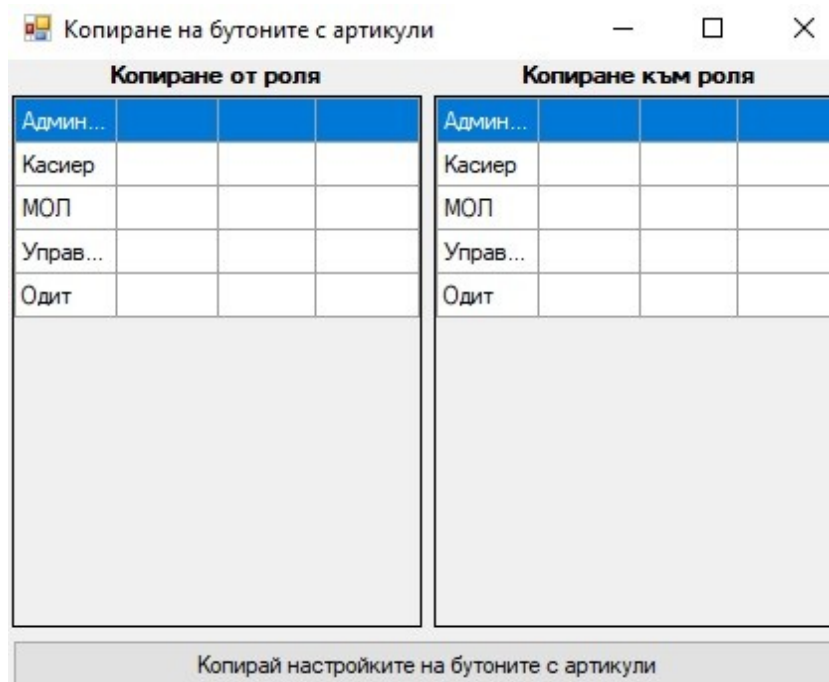 Копиране на бутоните с артикули
Копиране от роля
Админ...
Касиер
МОЛ
Управ...
Одит
Копиране към роля
Админ...
Касиер
МОЛ
Управ...
Одит
Копирай настройките на бутоните с артикули